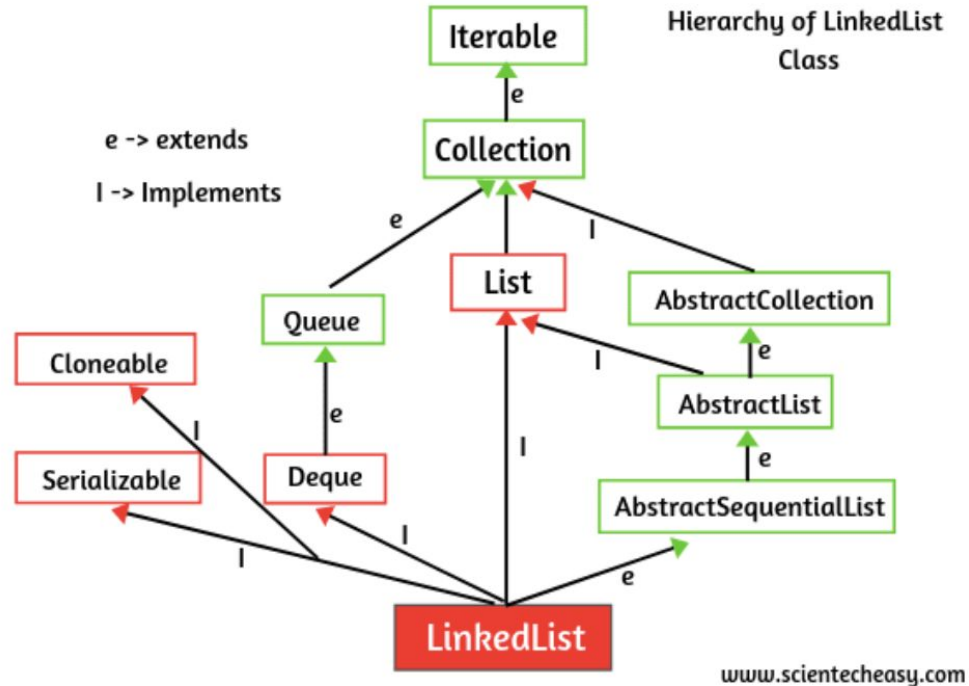 Hierarchy of LinkedList
Class
Iterable
e
e -> extends
Collection
I -> Implements
e
I
List
AbstractCollection
Queue
Cloneable
I
e
AbstractList
e
I
I
e
Serializable
Deque
AbstractSequentialList
I
I
e
LinkedList
www.scientecheasy.com